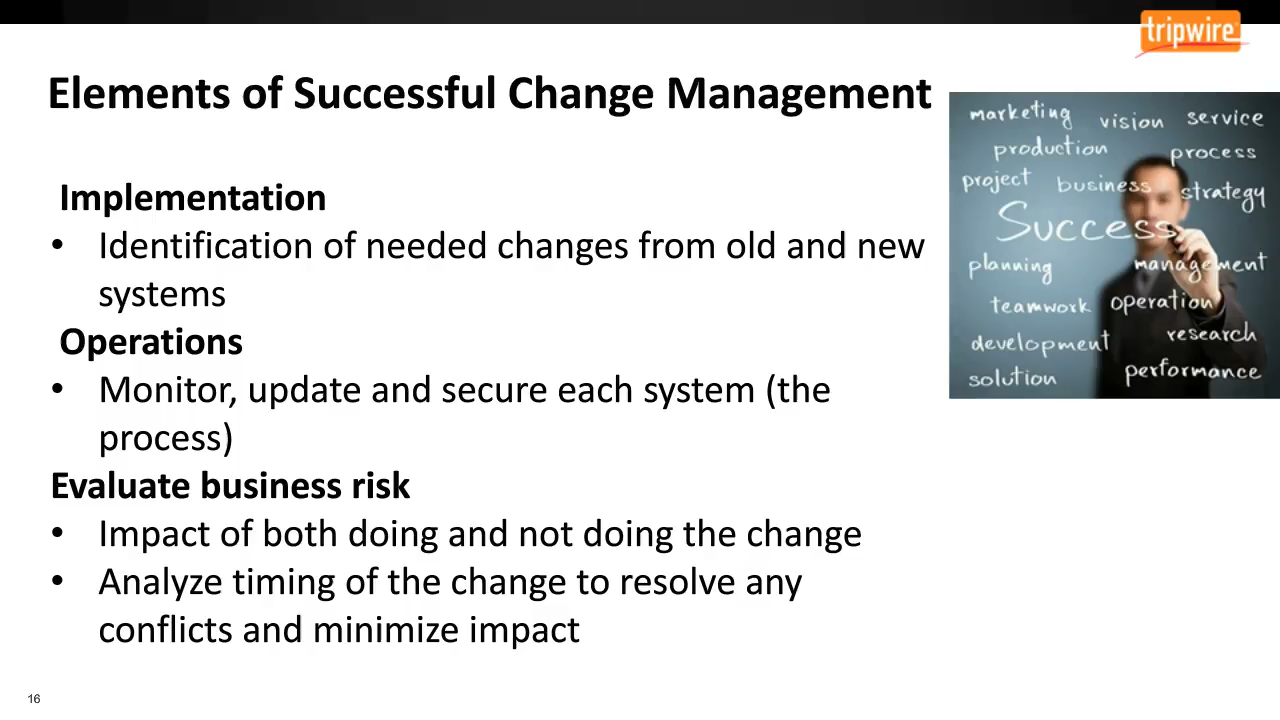 tripwire
Elements of Successful Change Management
Implementation
• Identification of needed changes from old and new
systems
Operations
• Monitor, update and secure each system (the
process)
Evaluate business risk
• Impact of both doing and not doing the change
• Analyze timing of the change to resolve any
conflicts and minimize impact
marketing vision service
production process
project business strategy
Success
planning management
teamwork operation
development research
solution performance
16